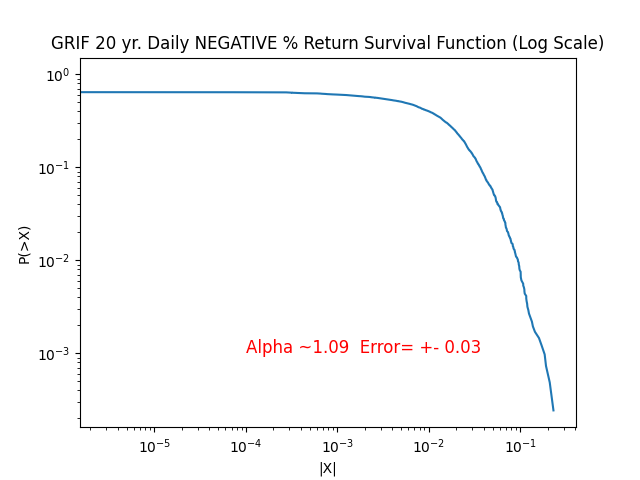 GRIF 20 yr. Daily NEGATIVE % Return Survival Function (Log Scale)
10⁰
10⁻¹
10⁻²
10⁻³
P(>X)
Alpha ~1.09  Error= +- 0.03
10⁻⁵ 10⁻⁴ 10⁻³ 10⁻² 10⁻¹
|X|